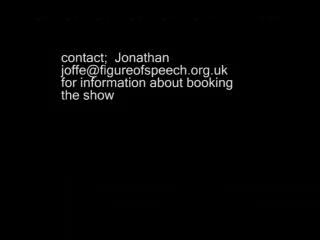 contact;  Jonathan
joffe@figureofspeech.org.uk
for information about booking
the show